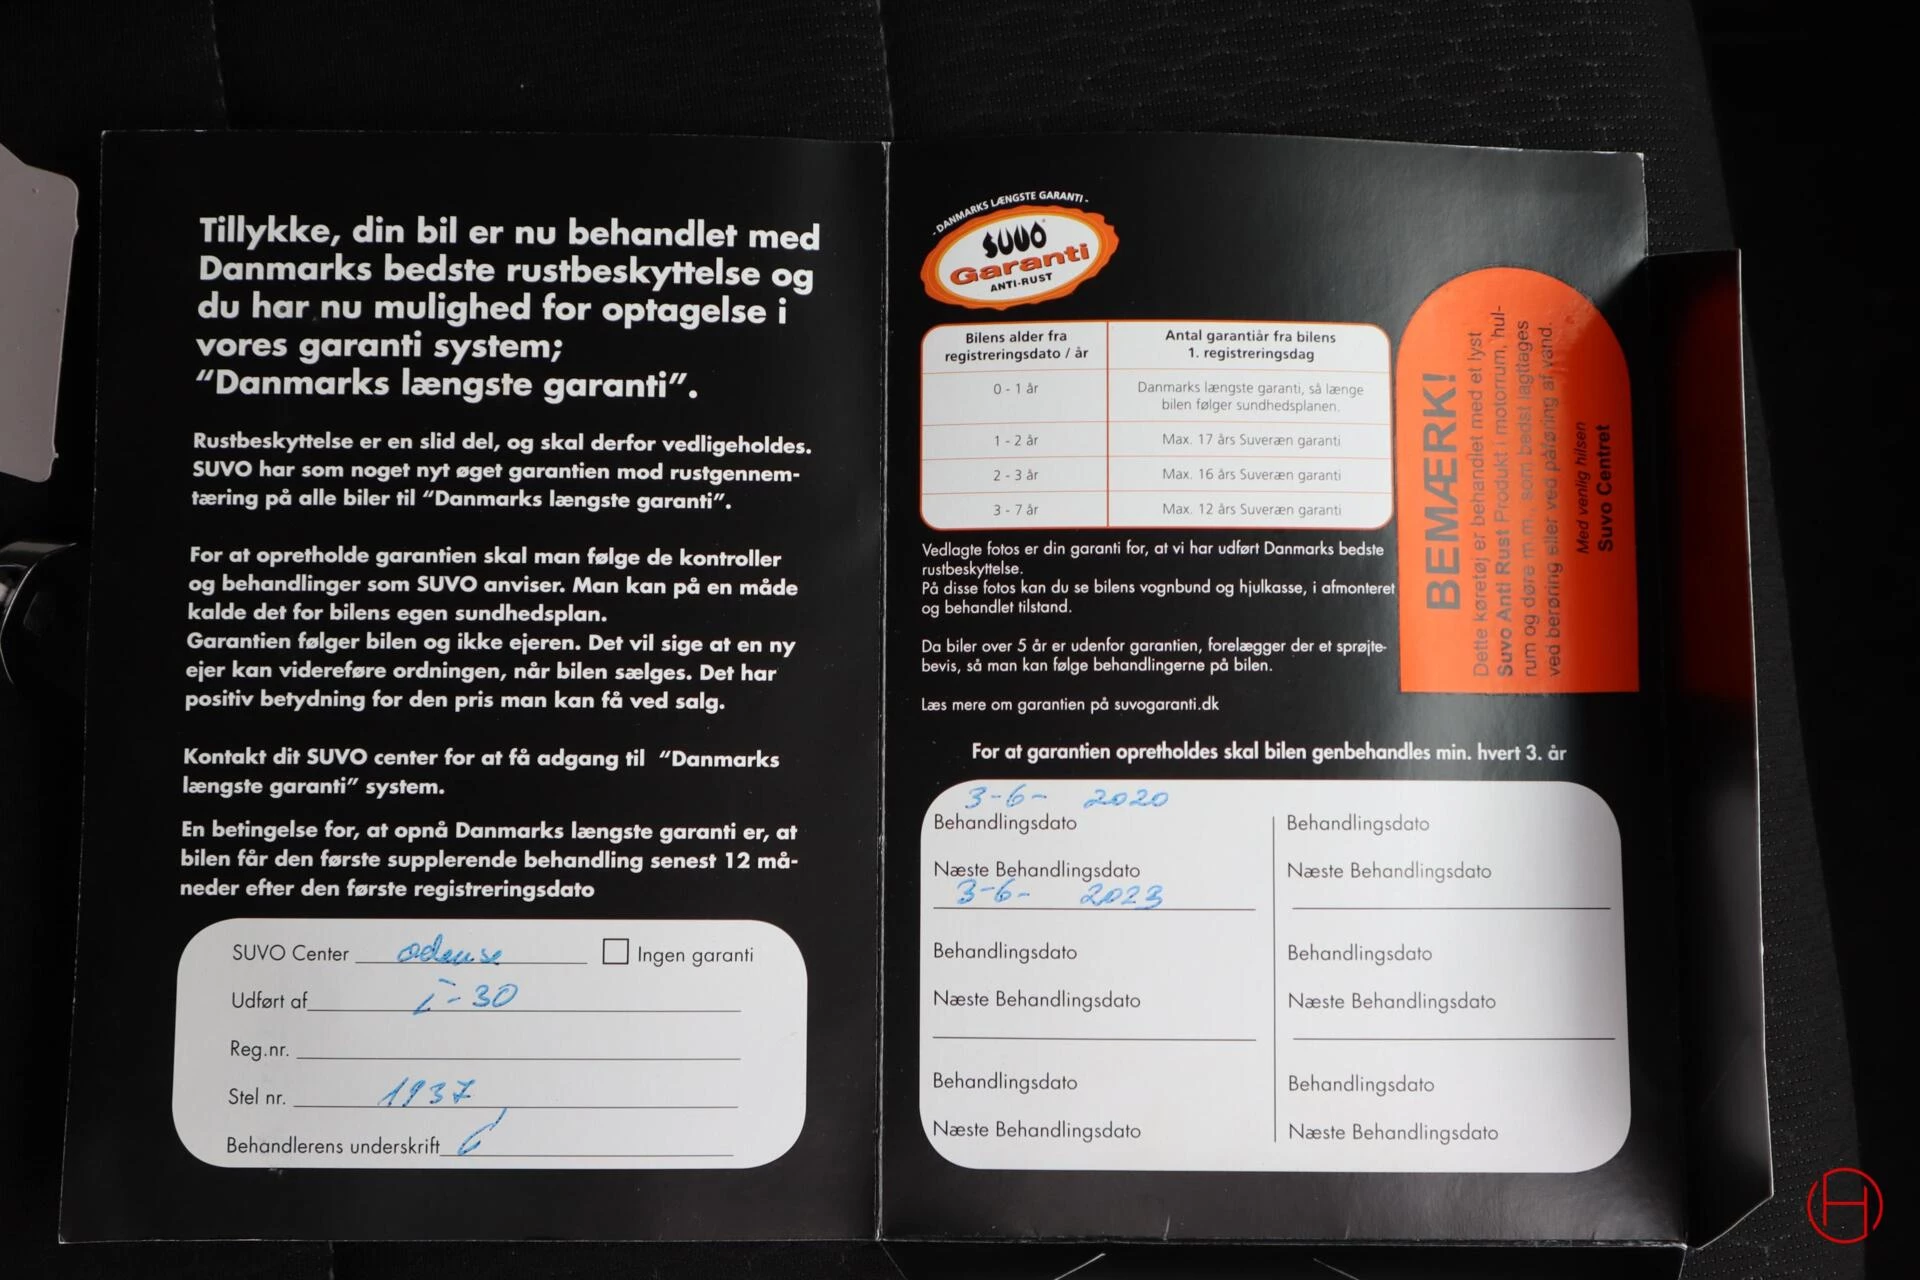 Tillykke, din bil er nu behandlet med
Danmarks bedste rustbeskyttelse og
du har nu mulighed for optagelse i
vores garanti system;
“Danmarks længste garanti”.
Rustbeskyttelse er en slid del, og skal derfor vedligeholdes.
SUVO har som noget nyt øget garantien mod rustgennem-
tæring på alle biler til “Danmarks længste garanti”.
For at opretholde garantien skal man følge de kontroller
og behandlinger som SUVO anviser. Man kan på en måde
kalde det for bilens egen sundhedsplan.
Garantien følger bilen og ikke ejeren. Det vil sige at en ny
ejer kan videreføre ordningen, når bilen sælges. Det har
positiv betydning for den pris man kan få ved salg.
Kontakt dit SUVO center for at få adgang til “Danmarks
længste garanti” system.
En betingelse for, at opnå Danmarks længste garanti er, at
bilen får den første supplerende behandling senest 12 må-
neder efter den første registreringsdato
SUVO Center odense Ingen garanti
Udført af I-30
Reg.nr.
Stel nr. 1937
Behandlerens underskrift
- DANMARKS LÆNGSTE GARANTI -
SUVO
Garanti
ANTI-RUST
Bilens alder fra Antal garantiår fra bilens
registreringsdato / år 1. registreringsdag
0 - 1 år Danmarks længste garanti, så længe
bilen følger sundhedsplanen.
1 - 2 år Max. 17 års Suveræn garanti
2 - 3 år Max. 16 års Suveræn garanti
3 - 7 år Max. 12 års Suveræn garanti
BEMÆRK!
Dette køretøj er behandlet med et lyst
Suvo Anti Rust Produkt i motorrum, hul-
rum og døre m.m., som bedst iagttages
ved berøring eller ved påføring af vand.
Med venlig hilsen
Suvo Centret
Vedlagte fotos er din garanti for, at vi har udført Danmarks bedste
rustbeskyttelse.
På disse fotos kan du se bilens vognbund og hjulkasse, i afmonteret
og behandlet tilstand.
Da biler over 5 år er udenfor garantien, forelægger der et sprøjte-
bevis, så man kan følge behandlingerne på bilen.
Læs mere om garantien på suvogaranti.dk
For at garantien opretholdes skal bilen genbehandles min. hvert 3. år
3-6- 2020
Behandlingsdato
Næste Behandlingsdato
3-6- 2023
Behandlingsdato
Næste Behandlingsdato
Behandlingsdato
Næste Behandlingsdato
Behandlingsdato
Næste Behandlingsdato
Behandlingsdato
Næste Behandlingsdato
Behandlingsdato
Næste Behandlingsdato